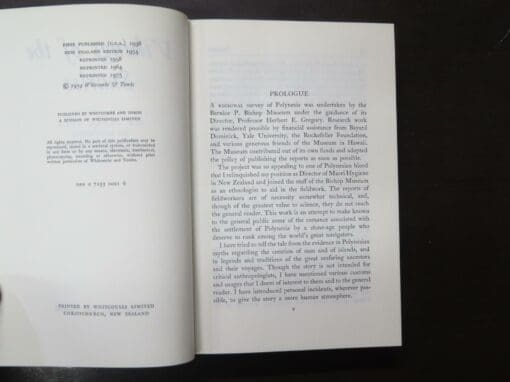 FIRST PUBLISHED (U.S.A.) 1938
NEW ZEALAND EDITION 1954
REPRINTED 1958
REPRINTED 1964
REPRINTED 1975
© 1954 Whitcombe & Tombs
PUBLISHED BY WHITCOMBE AND TOMBS
A DIVISION OF WHITCOULLS LIMITED
All rights reserved. No part of this publication may be
reproduced, stored in a retrieval system, or transmitted
in any form or by any means, electronic, mechanical,
photocopying, recording or otherwise, without prior
written permission of Whitcombe and Tombs.
PRINTED BY WHITCOULLS LIMITED
CHRISTCHURCH, NEW ZEALAND
PROLOGUE
A REGIONAL survey of Polynesia was undertaken by the
Bernice P. Bishop Museum under the guidance of its
Director, Professor Herbert E. Gregory. Research work
was rendered possible by financial assistance from Bayard
Dominick, Yale University, the Rockefeller Foundation,
and various generous friends of the Museum in Hawaii.
The Museum contributed out of its own funds and adopted
the policy of publishing the reports as soon as possible.
The project was so appealing to one of Polynesian blood
that I relinquished my position as Director of Maori Hygiene
in New Zealand and joined the staff of the Bishop Museum
as an ethnologist to aid in the fieldwork. The reports of
fieldworkers are of necessity somewhat technical, and,
though of the greatest value to science, they do not reach
the general reader. This work is an attempt to make known
to the general public some of the romance associated with
the settlement of Polynesia by a stone-age people who
deserve to rank among the world's great navigators.
I have tried to tell the tale from the evidence in Polynesian
myths regarding the creation of man and of islands, and
in legends and traditions of the great seafaring ancestors
and their voyages. Though the story is not intended for
critical anthropologists, I have mentioned various customs
and usages that I deem of interest to them and to the general
reader. I have introduced personal incidents, wherever pos-
sible, to give the story a more human atmosphere.